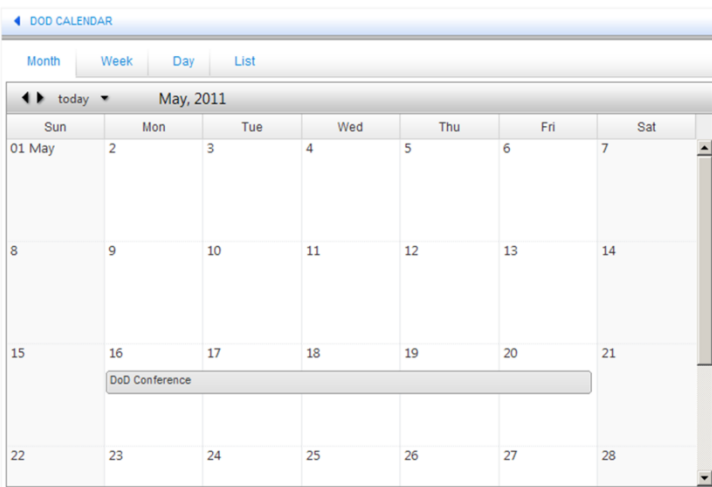 DOD CALENDAR
Month Week Day List
today May, 2011
Sun Mon Tue Wed Thu Fri Sat
01 May 2 3 4 5 6 7
8 9 10 11 12 13 14
15 16 17 18 19 20 21
DoD Conference
22 23 24 25 26 27 28